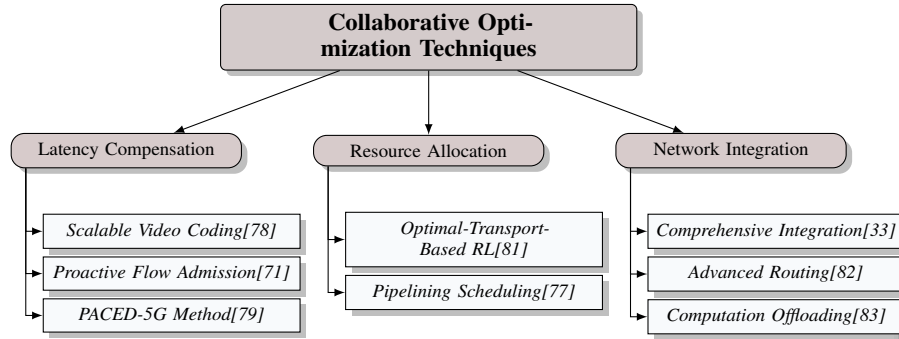 Collaborative Opti-
mization Techniques
Latency Compensation
Resource Allocation
Network Integration
Scalable Video Coding[78]
Proactive Flow Admission[71]
PACED-5G Method[79]
Optimal-Transport-
Based RL[81]
Pipelining Scheduling[77]
Comprehensive Integration[33]
Advanced Routing[82]
Computation Offloading[83]